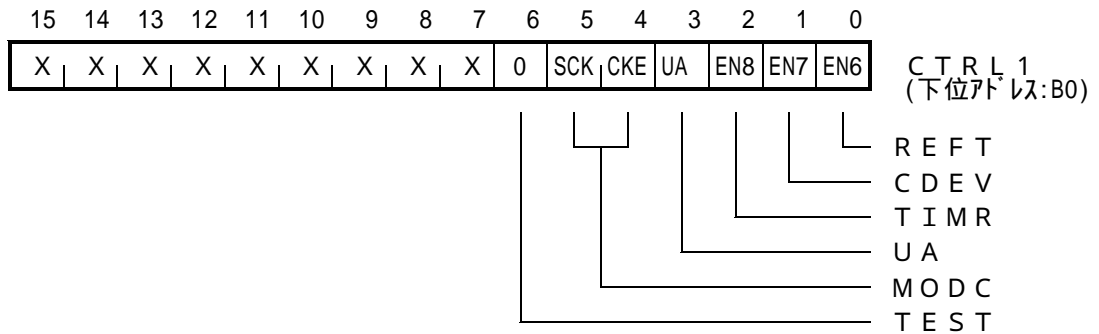 15 14 13 12 11 10 9 8 7 6 5 4 3 2 1 0
X X X X X X X X X 0 SCK CKE UA EN8 EN7 EN6 ＣＴＲＬ１
(下位ｱﾄﾞﾚｽ:B0)
ＲＥＦＴ
ＣＤＥＶ
ＴＩＭＲ
ＵＡ
ＭＯＤＣ
ＴＥＳＴ